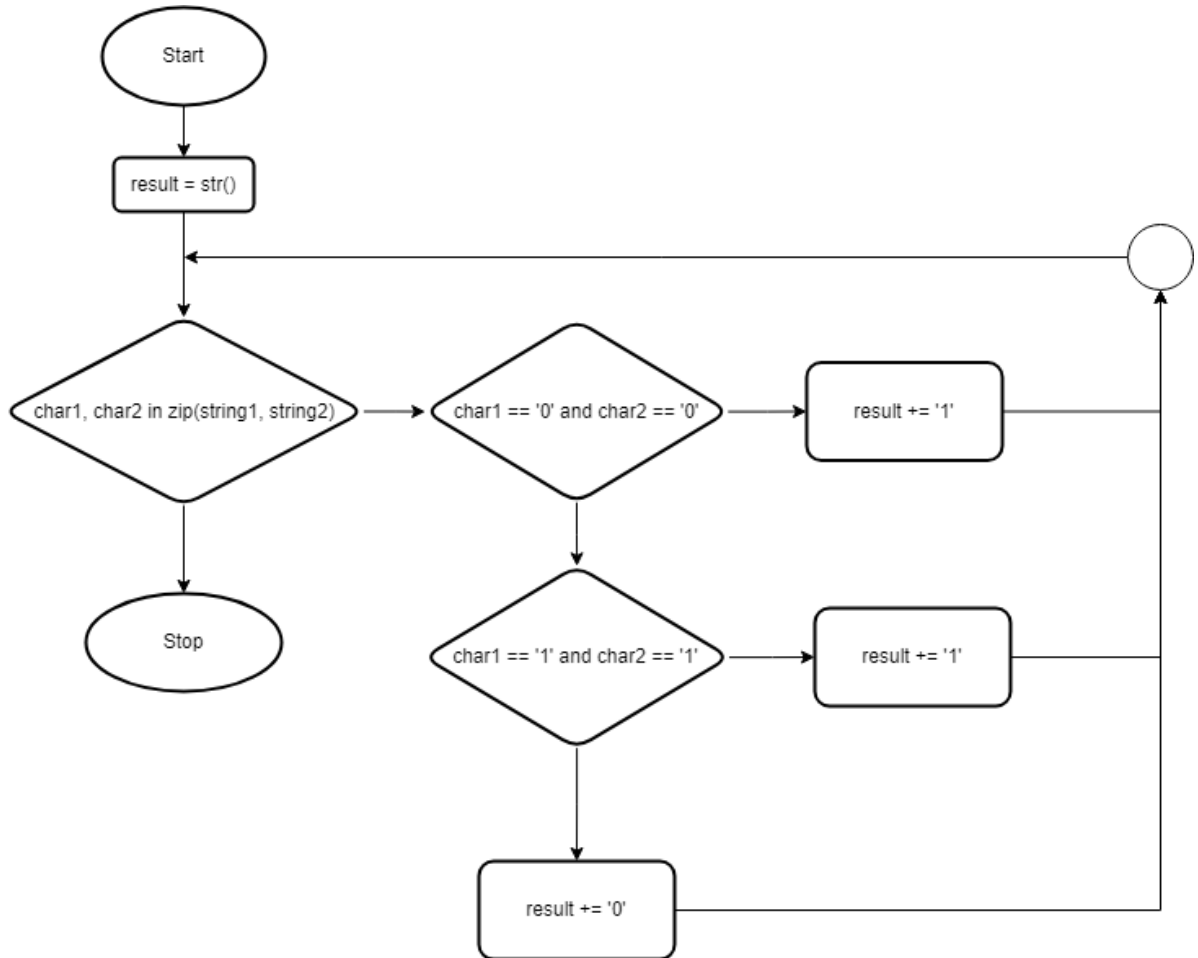 Start
result = str()
char1, char2 in zip(string1, string2)
char1 == '0' and char2 == '0'
result += '1'
Stop
char1 == '1' and char2 == '1'
result += '1'
result += '0'